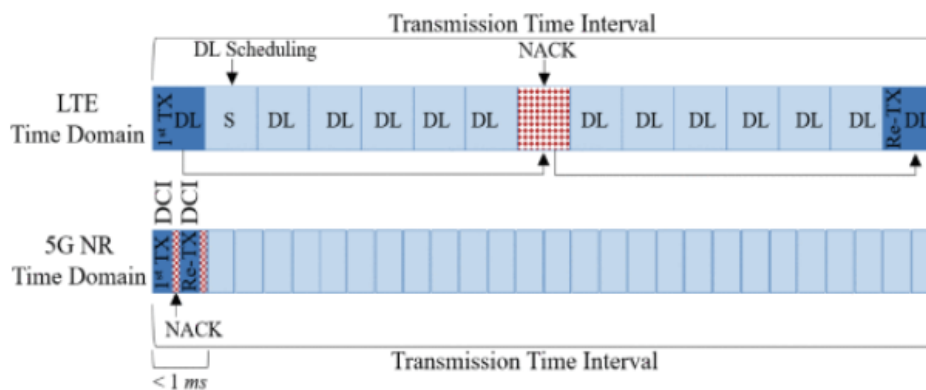 Transmission Time Interval
DL Scheduling
NACK
LTE
Time Domain
1st TX
DL
S
DL
DL
DL
DL
DL
DL
DL
DL
DL
DL
DL
Re-TX
DL
DCI
DCI
5G NR
Time Domain
1st TX
Re-TX
NACK
Transmission Time Interval
< 1 ms